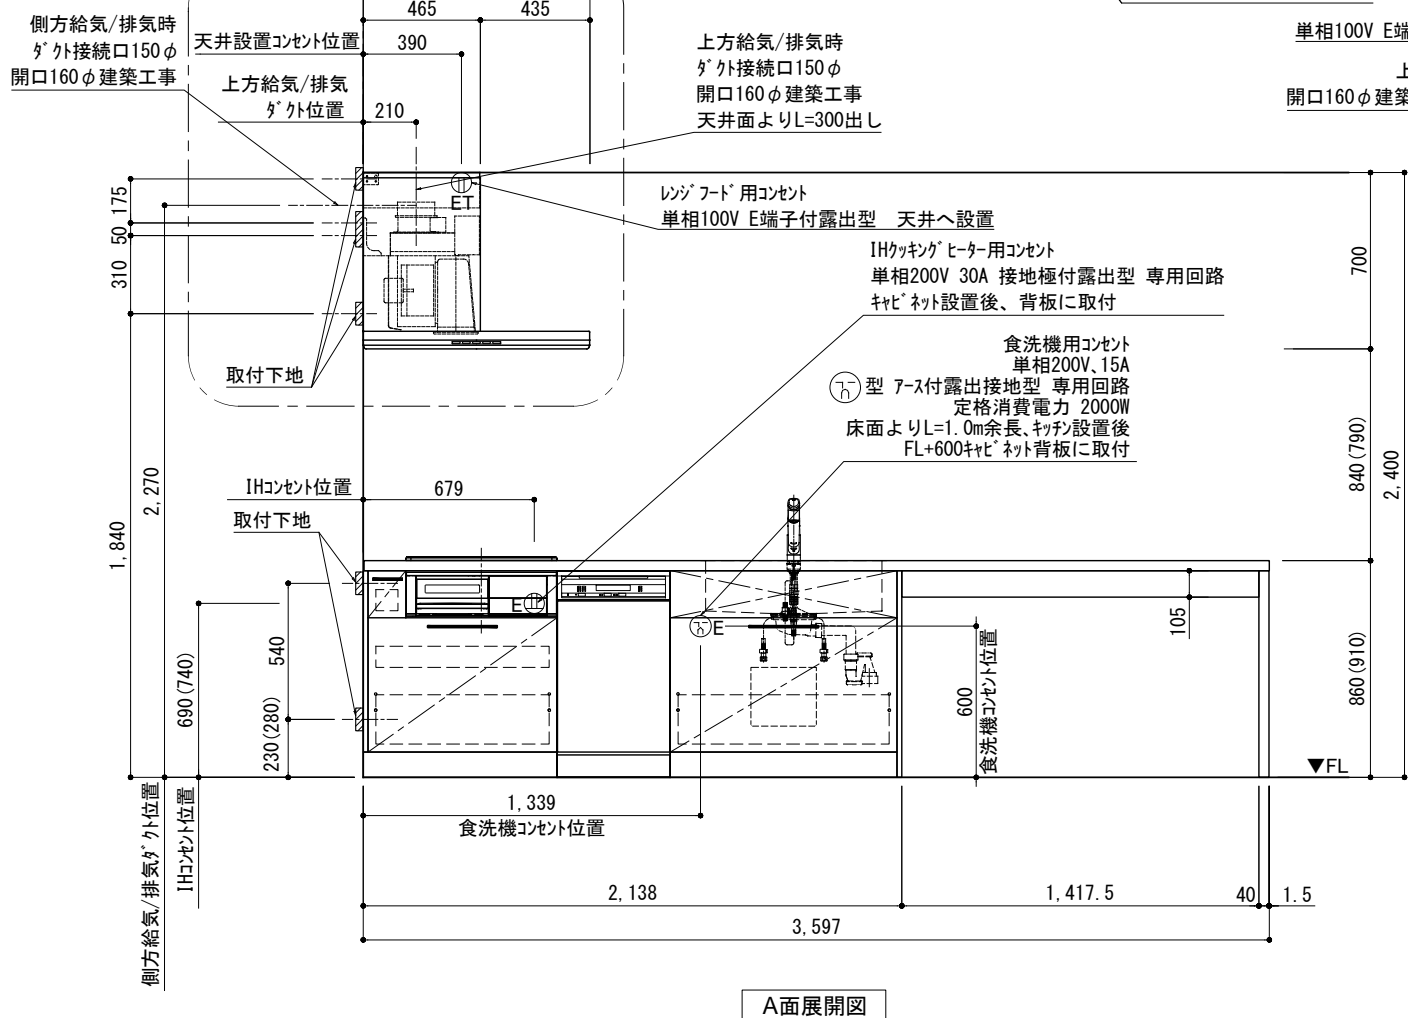 465
435
側方給気/排気時
ダクト接続口150φ
開口160φ建築工事
天井設置コンセント位置
390
上方給気/排気
ダクト位置
210
上方給気/排気時
ダクト接続口150φ
開口160φ建築工事
天井面よりL=300出し
単相100V E端
開口160φ建築
ET
レンジフード用コンセント
単相100V E端子付露出型 天井へ設置
IHクッキングヒーター用コンセント
単相200V 30A 接地極付露出型 専用回路
キャビネット設置後、背板に取付
食洗機用コンセント
単相200V、15A
型 アース付露出接地型 専用回路
定格消費電力 2000W
床面よりL=1.0m余長、キッチン設置後
FL+600キャビネット背板に取付
175
50
310
取付下地
2,270
1,840
IHコンセント位置
679
取付下地
540
690(740)
230(280)
側方給気/排気ダクト位置
IHコンセント位置
E
E
600
食洗機コンセント位置
105
700
840(790)
2,400
860(910)
▼FL
1,339
食洗機コンセント位置
2,138
1,417.5
40
1.5
3,597
A面展開図